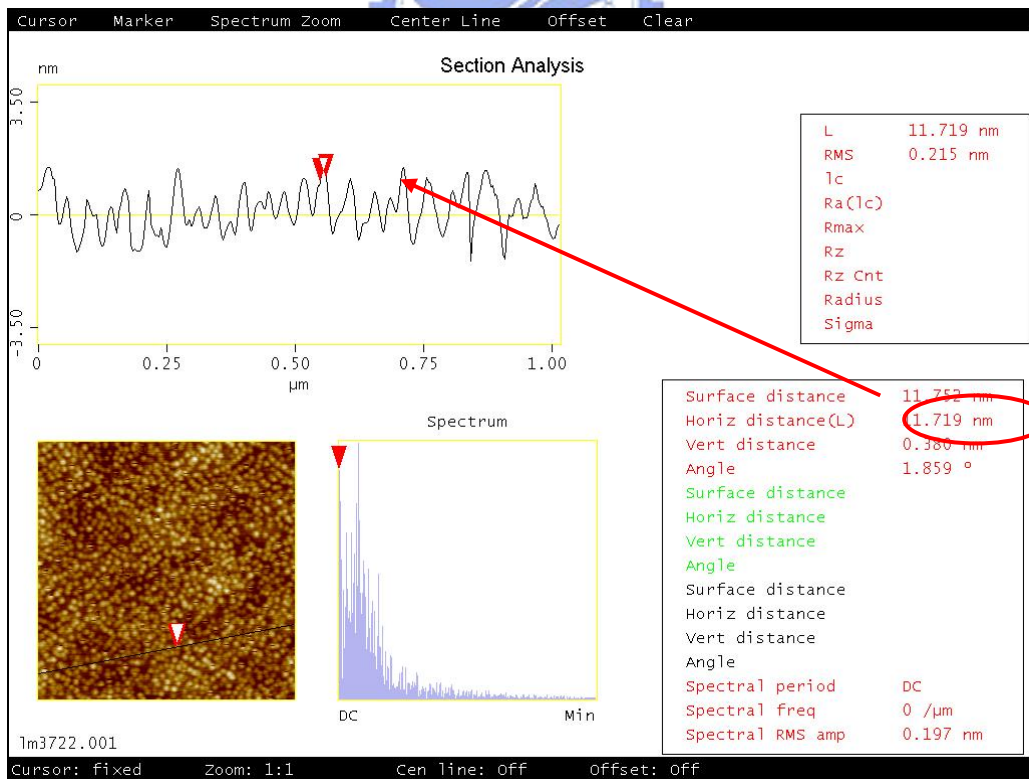 Cursor Marker Spectrum Zoom Center Line Offset Clear
Section Analysis
nm
3.50
0
-3.50
0 0.25 0.50 0.75 1.00
µm
L 11.719 nm
RMS 0.215 nm
lc
Ra(lc)
Rmax
Rz
Rz Cnt
Radius
Sigma
Surface distance 11.752 nm
Horiz distance(L) 11.719 nm
Vert distance 0.380 nm
Angle 1.859 °
Surface distance
Horiz distance
Vert distance
Angle
Surface distance
Horiz distance
Vert distance
Angle
Spectral period DC
Spectral freq 0 /µm
Spectral RMS amp 0.197 nm
Spectrum
DC Min
lm3722.001
Cursor: fixed Zoom: 1:1 Cen line: Off Offset: Off